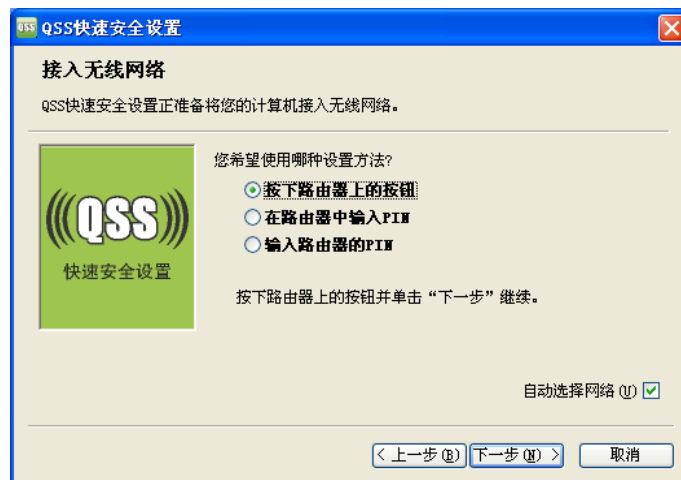 QSS QSS快速安全设置
接入无线网络
QSS快速安全设置正准备将您的计算机接入无线网络。
您希望使用哪种设置方法?
按下路由器上的按钮
在路由器中输入PIN
输入路由器的PIN
(((QSS)))
快速安全设置
按下路由器上的按钮并单击“下一步”继续。
自动选择网络(U)
< 上一步(B) 下一步(N) > 取消